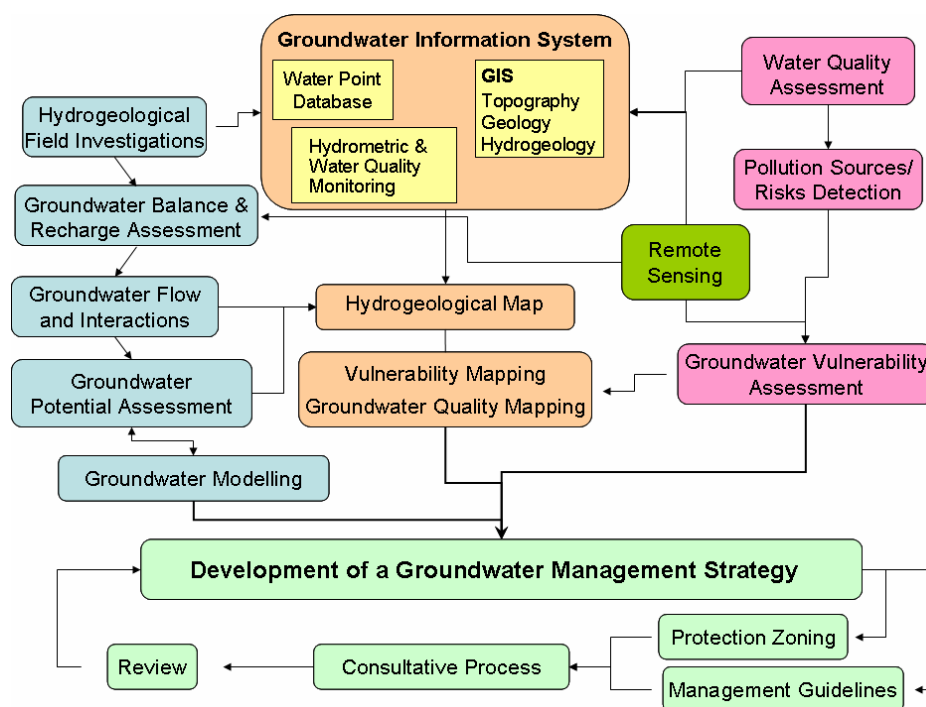 Groundwater Information System
Water Point
Database
GIS
Topography
Geology
Hydrogeology
Hydrometric &
Water Quality
Monitoring
Water Quality
Assessment
Hydrogeological
Field Investigations
Pollution Sources/
Risks Detection
Groundwater Balance &
Recharge Assessment
Remote
Sensing
Groundwater Flow
and Interactions
Hydrogeological Map
Groundwater
Potential Assessment
Vulnerability Mapping
Groundwater Quality Mapping
Groundwater Vulnerability
Assessment
Groundwater Modelling
Development of a Groundwater Management Strategy
Protection Zoning
Review
Consultative Process
Management Guidelines